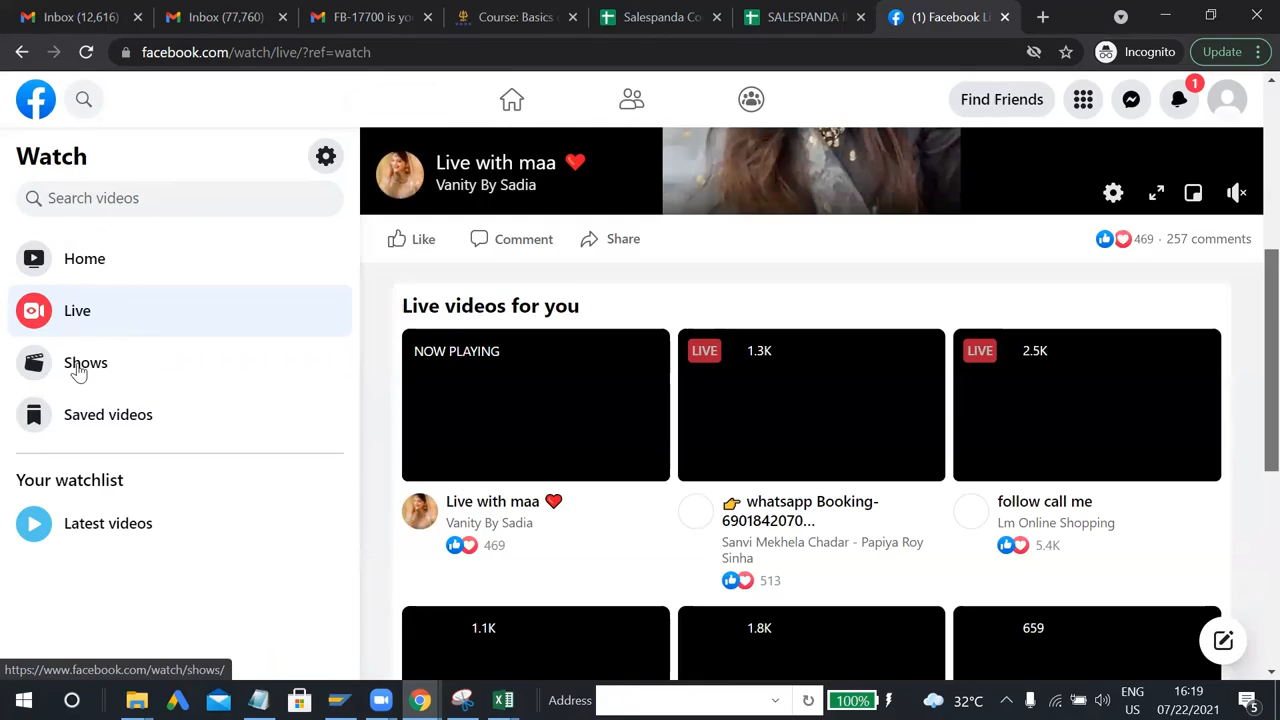 Inbox (12,616)
Inbox (77,760)
FB-17700 is yo
Course: Basics
Salespanda Co
SALESPANDA I
(1) Facebook Li
facebook.com/watch/live/?ref=watch
Incognito
Update
Find Friends
1
Watch
Search videos
Home
Live
Shows
Saved videos
Your watchlist
Latest videos
Live with maa ❤️
Vanity By Sadia
Like
Comment
Share
469 · 257 comments
Live videos for you
NOW PLAYING
LIVE 1.3K
LIVE 2.5K
Live with maa ❤️
Vanity By Sadia
469
👉 whatsapp Booking-
6901842070...
Sanvi Mekhela Chadar - Papiya Roy
Sinha
513
follow call me
Lm Online Shopping
5.4K
1.1K
1.8K
659
https://www.facebook.com/watch/shows/
Address
100%
32°C
ENG
US
16:19
07/22/2021
5